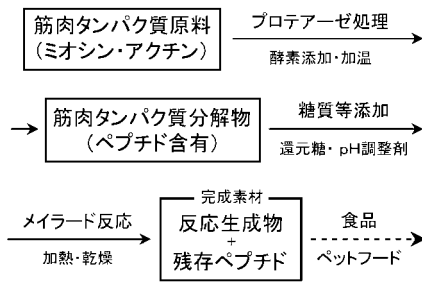 筋肉タンパク質原料
(ミオシン・アクチン)
プロテアーゼ処理
酵素添加・加温
筋肉タンパク質分解物
(ペプチド含有)
糖質等添加
還元糖・pH調整剤
メイラード反応
加熱・乾燥
完成素材
反応生成物
+
残存ペプチド
食品
ペットフード